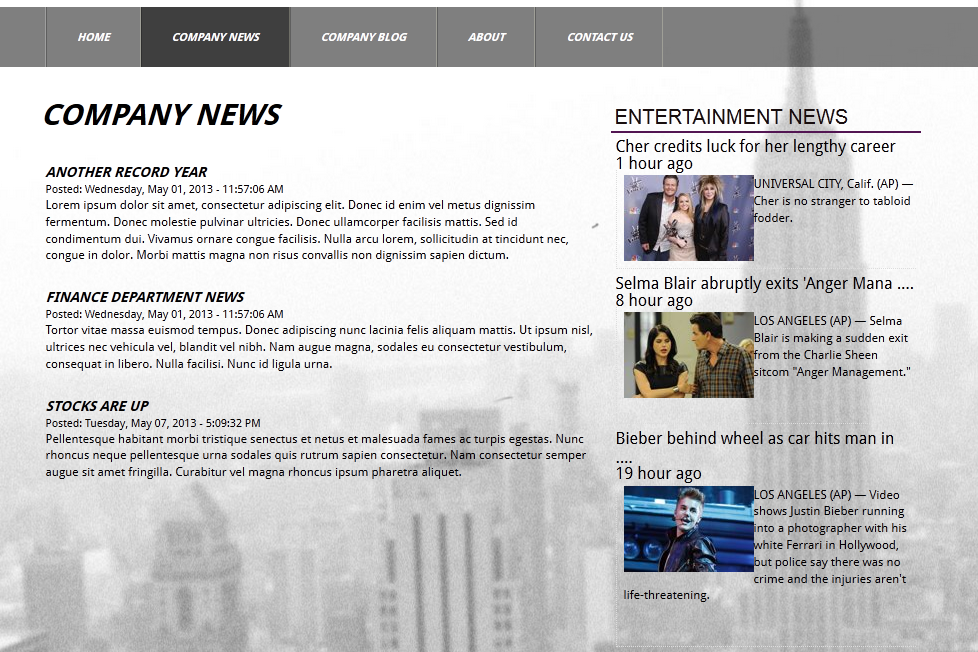 HOME
COMPANY NEWS
COMPANY BLOG
ABOUT
CONTACT US
COMPANY NEWS
ANOTHER RECORD YEAR
Posted: Wednesday, May 01, 2013 - 11:57:06 AM
Lorem ipsum dolor sit amet, consectetur adipiscing elit. Donec id enim vel metus dignissim
fermentum. Donec molestie pulvinar ultricies. Donec ullamcorper facilisis mattis. Sed id
condimentum dui. Vivamus ornare congue facilisis. Nulla arcu lorem, sollicitudin at tincidunt nec,
congue in dolor. Morbi mattis magna non risus convallis non dignissim sapien dictum.
FINANCE DEPARTMENT NEWS
Posted: Wednesday, May 01, 2013 - 11:57:06 AM
Tortor vitae massa euismod tempus. Donec adipiscing nunc lacinia felis aliquam mattis. Ut ipsum nisl,
ultrices nec vehicula vel, blandit vel nibh. Nam augue magna, sodales eu consectetur vestibulum,
consequat in libero. Nulla facilisi. Nunc id ligula urna.
STOCKS ARE UP
Posted: Tuesday, May 07, 2013 - 5:09:32 PM
Pellentesque habitant morbi tristique senectus et netus et malesuada fames ac turpis egestas. Nunc
rhoncus neque pellentesque urna sodales quis rutrum sapien consectetur. Nam consectetur semper
augue sit amet fringilla. Curabitur vel magna rhoncus ipsum pharetra aliquet.
ENTERTAINMENT NEWS
Cher credits luck for her lengthy career
1 hour ago
UNIVERSAL CITY, Calif. (AP) —
Cher is no stranger to tabloid
fodder.
Selma Blair abruptly exits 'Anger Mana ....
8 hour ago
LOS ANGELES (AP) — Selma
Blair is making a sudden exit
from the Charlie Sheen
sitcom "Anger Management."
Bieber behind wheel as car hits man in
....
19 hour ago
LOS ANGELES (AP) — Video
shows Justin Bieber running
into a photographer with his
white Ferrari in Hollywood,
but police say there was no
crime and the injuries aren't
life-threatening.